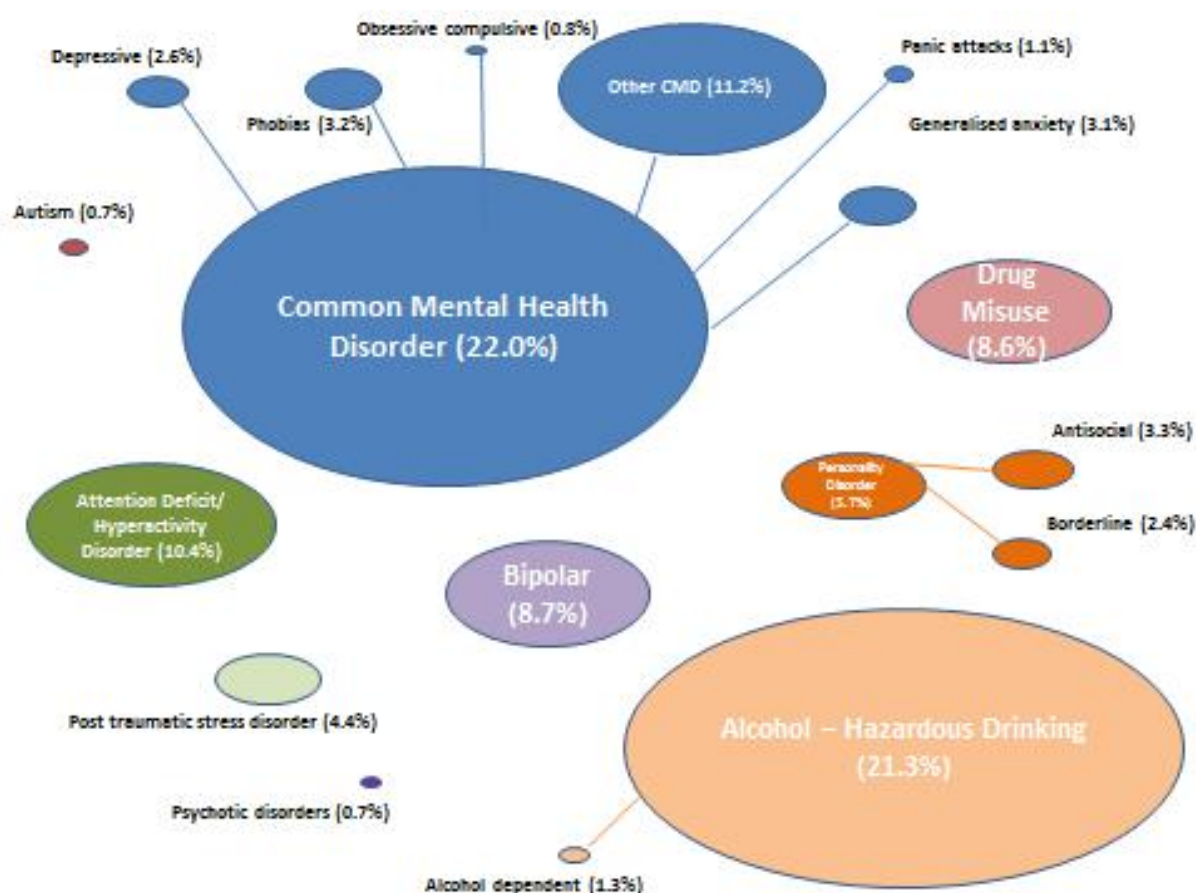 Obsessive compulsive (0.8%)
Depressive (2.6%)
Panic attacks (1.1%)
Other CMD (11.2%)
Phobias (3.2%)
Generalised anxiety (3.1%)
Autism (0.7%)
Common Mental Health
Disorder (22.0%)
Drug
Misuse
(8.6%)
Antisocial (3.3%)
Personality
Disorder
(5.7%)
Attention Deficit/
Hyperactivity
Disorder (10.4%)
Borderline (2.4%)
Bipolar
(8.7%)
Post traumatic stress disorder (4.4%)
Alcohol – Hazardous Drinking
(21.3%)
Psychotic disorders (0.7%)
Alcohol dependent (1.3%)